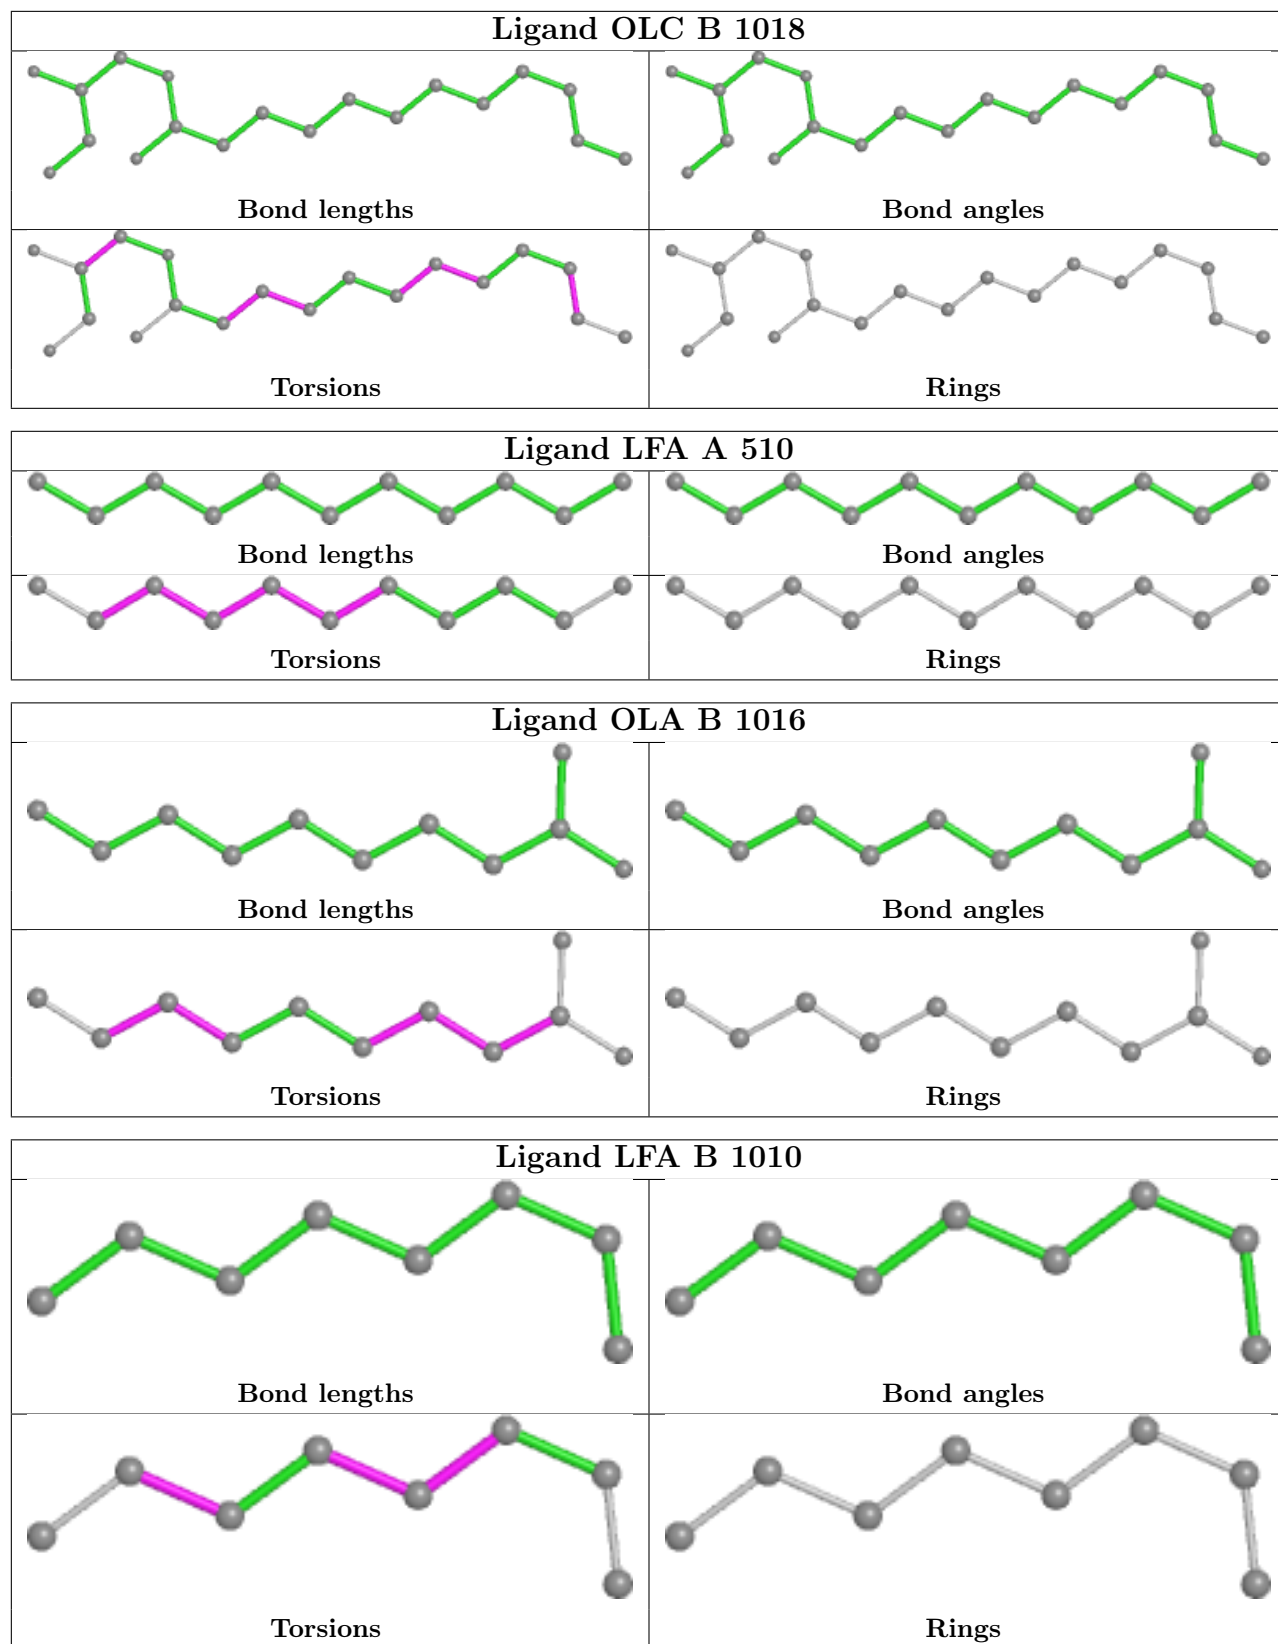 Ligand OLC B 1018
Bond lengths Bond angles
Torsions Rings
Ligand LFA A 510
Bond lengths Bond angles
Torsions Rings
Ligand OLA B 1016
Bond lengths Bond angles
Torsions Rings
Ligand LFA B 1010
Bond lengths Bond angles
Torsions Rings